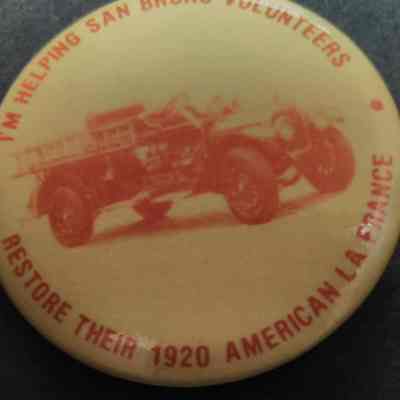 I'M HELPING SAN BRUNO VOLUNTEERS
RESTORE THEIR 1920 AMERICAN LA FRANCE